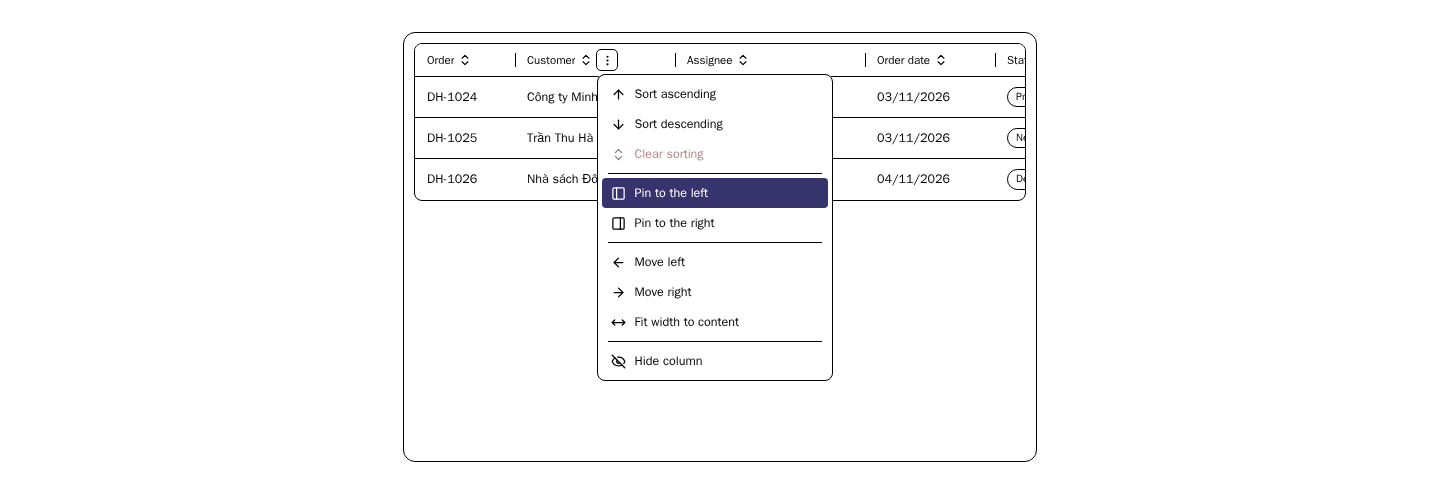 Order Customer Assignee Order date
DH-1024 Công ty Minh 03/11/2026
DH-1025 Trần Thu Hà 03/11/2026
DH-1026 Nhà sách 04/11/2026
Sort ascending
Sort descending
Clear sorting
Pin to the left
Pin to the right
Move left
Move right
Fit width to content
Hide column